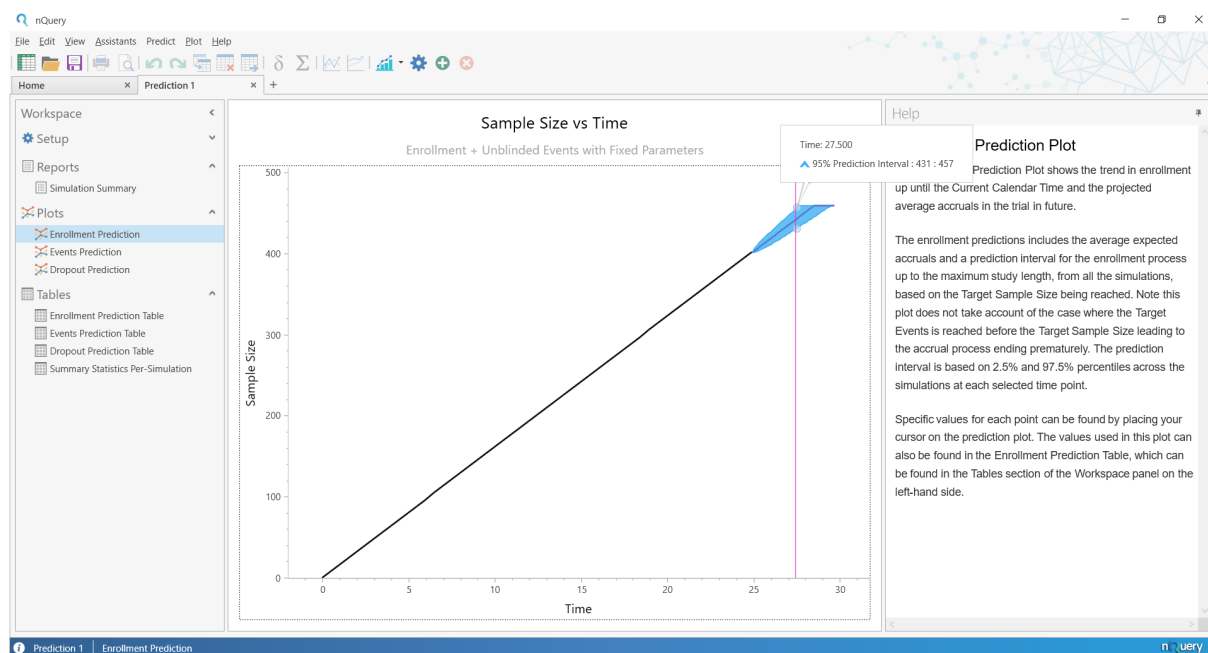 nQuery
File Edit View Assistants Predict Plot Help
Home
Prediction 1
Workspace
Setup
Reports
Simulation Summary
Plots
Enrollment Prediction
Events Prediction
Dropout Prediction
Tables
Enrollment Prediction Table
Events Prediction Table
Dropout Prediction Table
Summary Statistics Per-Simulation
Sample Size vs Time
Enrollment + Unblinded Events with Fixed Parameters
Time: 27.500
95% Prediction Interval : 431 : 457
500
400
300
200
100
0
Sample Size
0 5 10 15 20 25 30
Time
Help
Prediction Plot
Prediction Plot shows the trend in enrollment
up until the Current Calendar Time and the projected
average accruals in the trial in future.
The enrollment predictions includes the average expected
accruals and a prediction interval for the enrollment process
up to the maximum study length, from all the simulations,
based on the Target Sample Size being reached. Note this
plot does not take account of the case where the Target
Events is reached before the Target Sample Size leading to
the accrual process ending prematurely. The prediction
interval is based on 2.5% and 97.5% percentiles across the
simulations at each selected time point.
Specific values for each point can be found by placing your
cursor on the prediction plot. The values used in this plot can
also be found in the Enrollment Prediction Table, which can
be found in the Tables section of the Workspace panel on the
left-hand side.
Prediction 1 Enrollment Prediction
nQuery